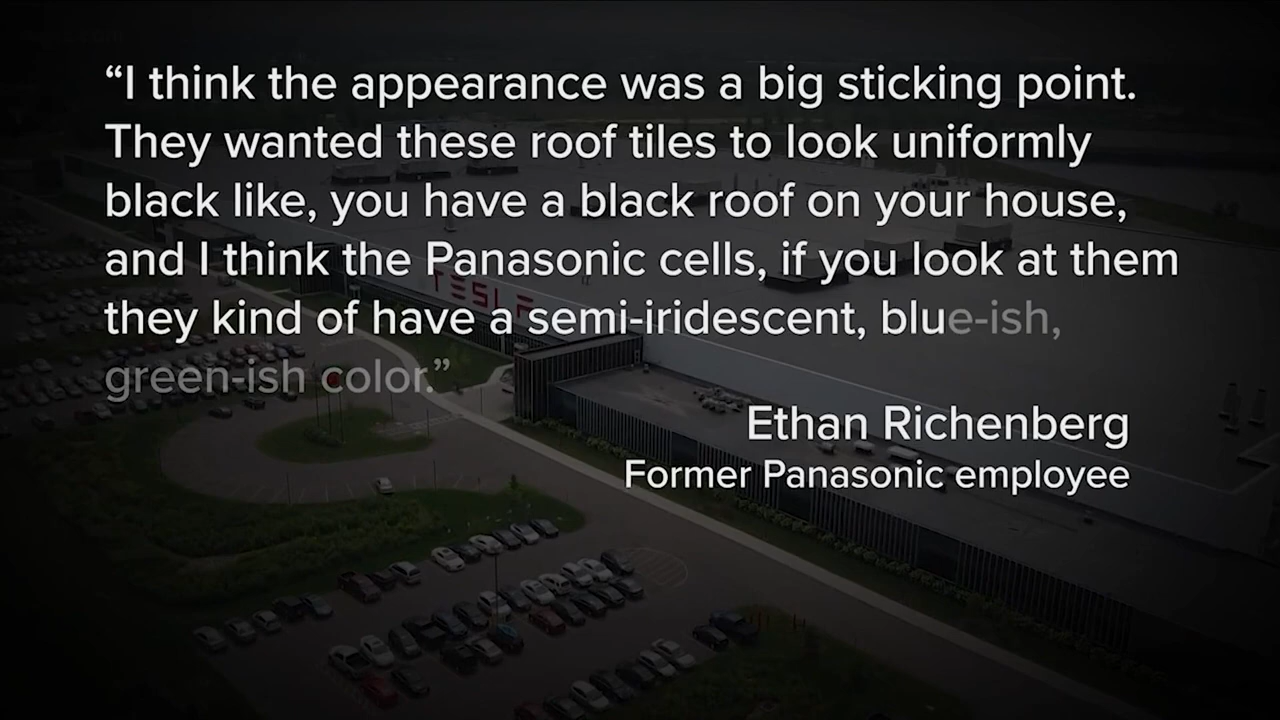 “I think the appearance was a big sticking point.
They wanted these roof tiles to look uniformly
black like, you have a black roof on your house,
and I think the Panasonic cells, if you look at them
TESLA
they kind of have a semi-iridescent, blue-ish,
green-ish color.”
Ethan Richenberg
Former Panasonic employee